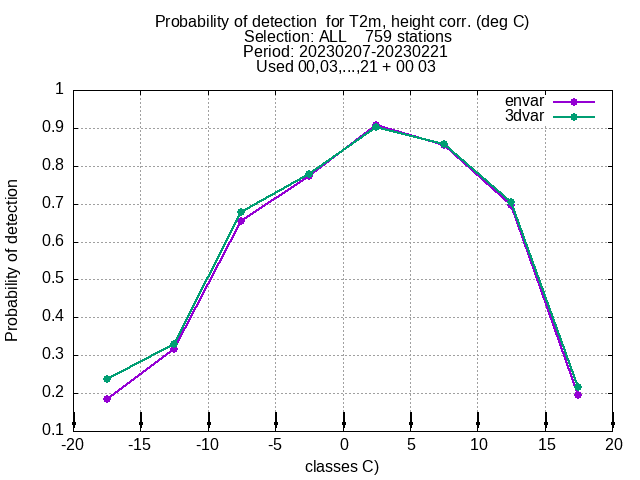 Probability of detection  for T2m, height corr. (deg C)
Selection: ALL    759 stations
Period: 20230207-20230221
Used 00,03,...,21 + 00 03
envar
3dvar
Probability of detection
1
0.9
0.8
0.7
0.6
0.5
0.4
0.3
0.2
0.1
-20 -15 -10 -5 0 5 10 15 20
classes C)